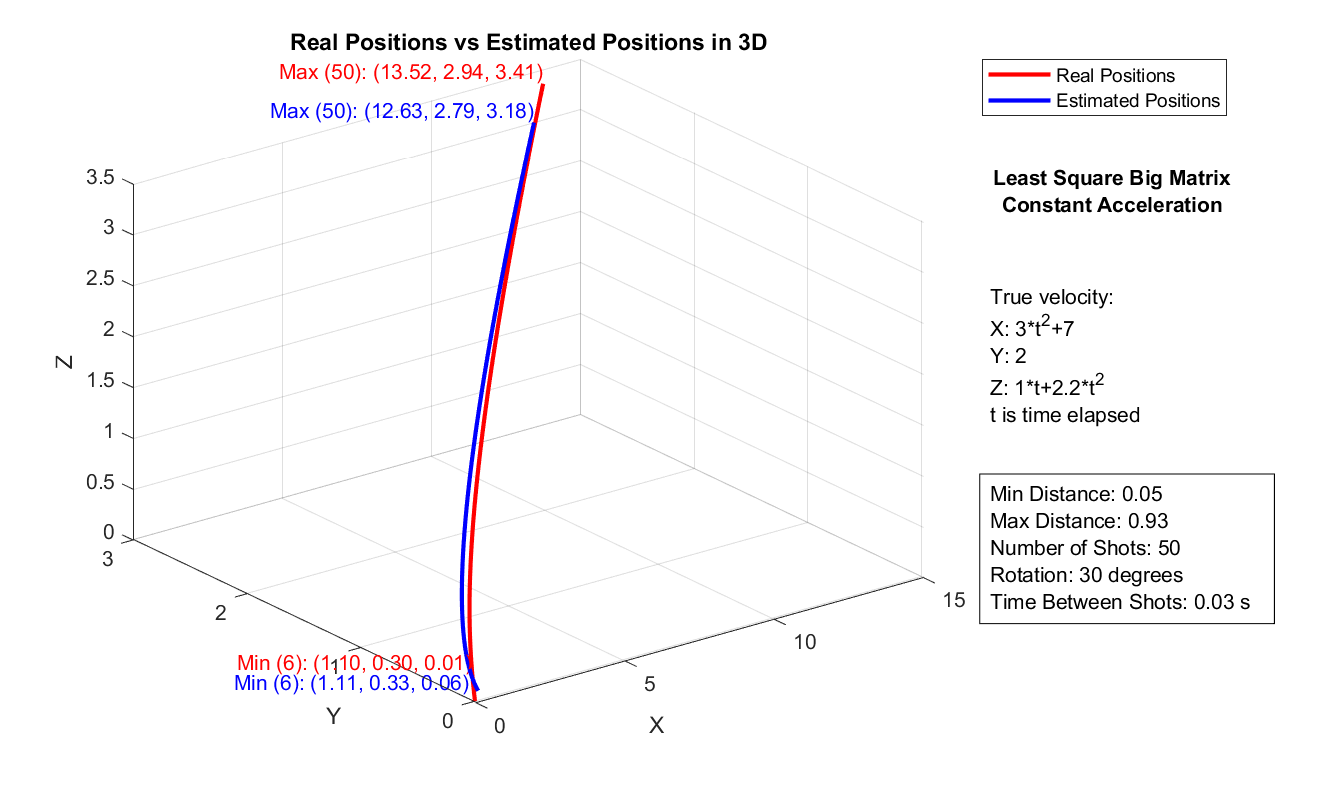 Real Positions vs Estimated Positions in 3D
Max (50): (13.52, 2.94, 3.41)
Max (50): (12.63, 2.79, 3.18)
Real Positions
Estimated Positions
Least Square Big Matrix
Constant Acceleration
True velocity:
X: 3*t²+7
Y: 2
Z: 1*t+2.2*t²
t is time elapsed
Min Distance: 0.05
Max Distance: 0.93
Number of Shots: 50
Rotation: 30 degrees
Time Between Shots: 0.03 s
3.5
3
2.5
2
1.5
1
0.5
0
Z
3
2
1
0
Y
Min (6): (1.10, 0.30, 0.01)
Min (6): (1.11, 0.33, 0.06)
0
5
10
15
X